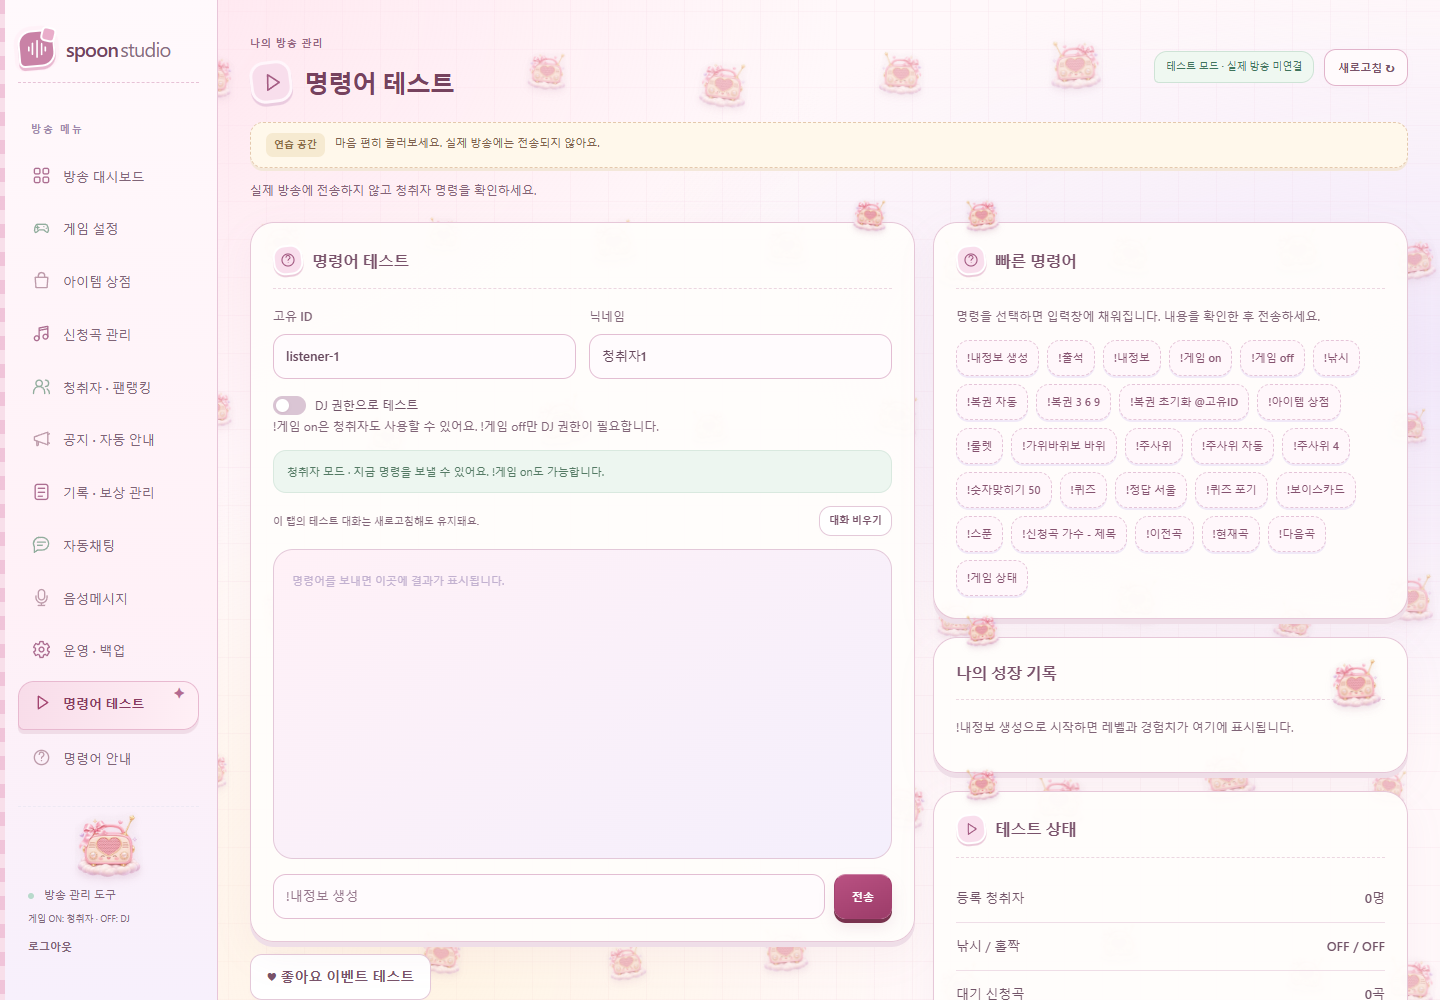 spoonstudio
방송 메뉴
방송 대시보드
게임 설정
아이템 상점
신청곡 관리
청취자 · 팬랭킹
공지 · 자동 안내
기록 · 보상 관리
자동채팅
음성메시지
운영 · 백업
명령어 테스트
명령어 안내
방송 관리 도구
게임 ON: 청취자 · OFF: DJ
로그아웃
나의 방송 관리
명령어 테스트
테스트 모드 · 실제 방송 미연결
새로고침 ↻
연습 공간 마음 편히 눌러보세요. 실제 방송에는 전송되지 않아요.
실제 방송에 전송하지 않고 청취자 명령을 확인하세요.
명령어 테스트
고유 ID 닉네임
listener-1 청취자1
DJ 권한으로 테스트
!게임 on은 청취자도 사용할 수 있어요. !게임 off만 DJ 권한이 필요합니다.
청취자 모드 · 지금 명령을 보낼 수 있어요. !게임 on도 가능합니다.
이 탭의 테스트 대화는 새로고침해도 유지돼요. 대화 비우기
명령어를 보내면 이곳에 결과가 표시됩니다.
!내정보 생성 전송
♥ 좋아요 이벤트 테스트
빠른 명령어
명령을 선택하면 입력창에 채워집니다. 내용을 확인한 후 전송하세요.
!내정보 생성 !출석 !내정보 !게임 on !게임 off !낚시
!복권 자동 !복권 3 6 9 !복권 초기화 @고유ID !아이템 상점
!룰렛 !가위바위보 바위 !주사위 !주사위 자동 !주사위 4
!숫자맞히기 50 !퀴즈 !정답 서울 !퀴즈 포기 !보이스카드
!스푼 !신청곡 가수 - 제목 !이전곡 !현재곡 !다음곡
!게임 상태
나의 성장 기록
!내정보 생성으로 시작하면 레벨과 경험치가 여기에 표시됩니다.
테스트 상태
등록 청취자 0명
낚시 / 홀짝 OFF / OFF
대기 신청곡 0곡